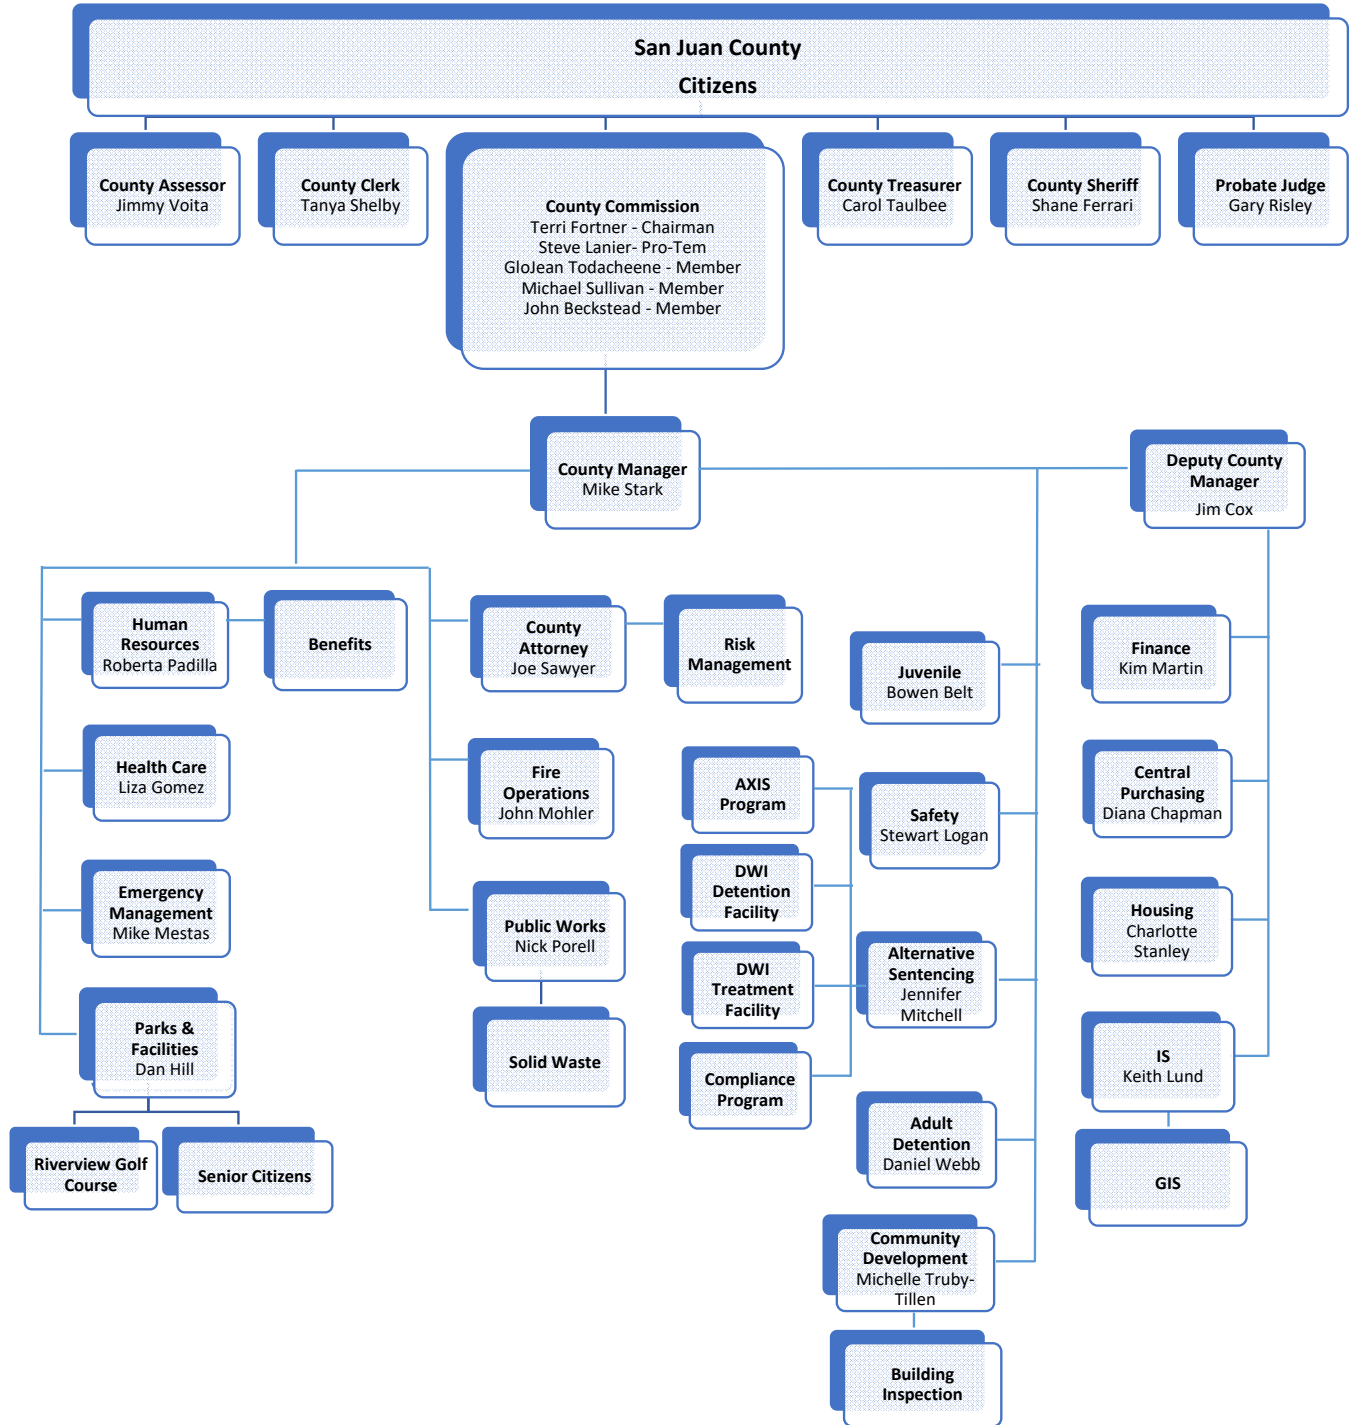 San Juan County
Citizens
County Assessor
Jimmy Voita
County Clerk
Tanya Shelby
County Commission
Terri Fortner - Chairman
Steve Lanier- Pro-Tem
GloJean Todacheene - Member
Michael Sullivan - Member
John Beckstead - Member
County Treasurer
Carol Taulbee
County Sheriff
Shane Ferrari
Probate Judge
Gary Risley
County Manager
Mike Stark
Deputy County
Manager
Jim Cox
Human
Resources
Roberta Padilla
Benefits
County
Attorney
Joe Sawyer
Risk
Management
Juvenile
Bowen Belt
Finance
Kim Martin
Health Care
Liza Gomez
Fire
Operations
John Mohler
AXIS
Program
Safety
Stewart Logan
Central
Purchasing
Diana Chapman
Emergency
Management
Mike Mestas
Public Works
Nick Porell
DWI
Detention
Facility
Housing
Charlotte
Stanley
DWI
Treatment
Facility
Alternative
Sentencing
Jennifer
Mitchell
Parks &
Facilities
Dan Hill
Solid Waste
Compliance
Program
IS
Keith Lund
Riverview Golf
Course
Senior Citizens
Adult
Detention
Daniel Webb
GIS
Community
Development
Michelle Truby-
Tillen
Building
Inspection